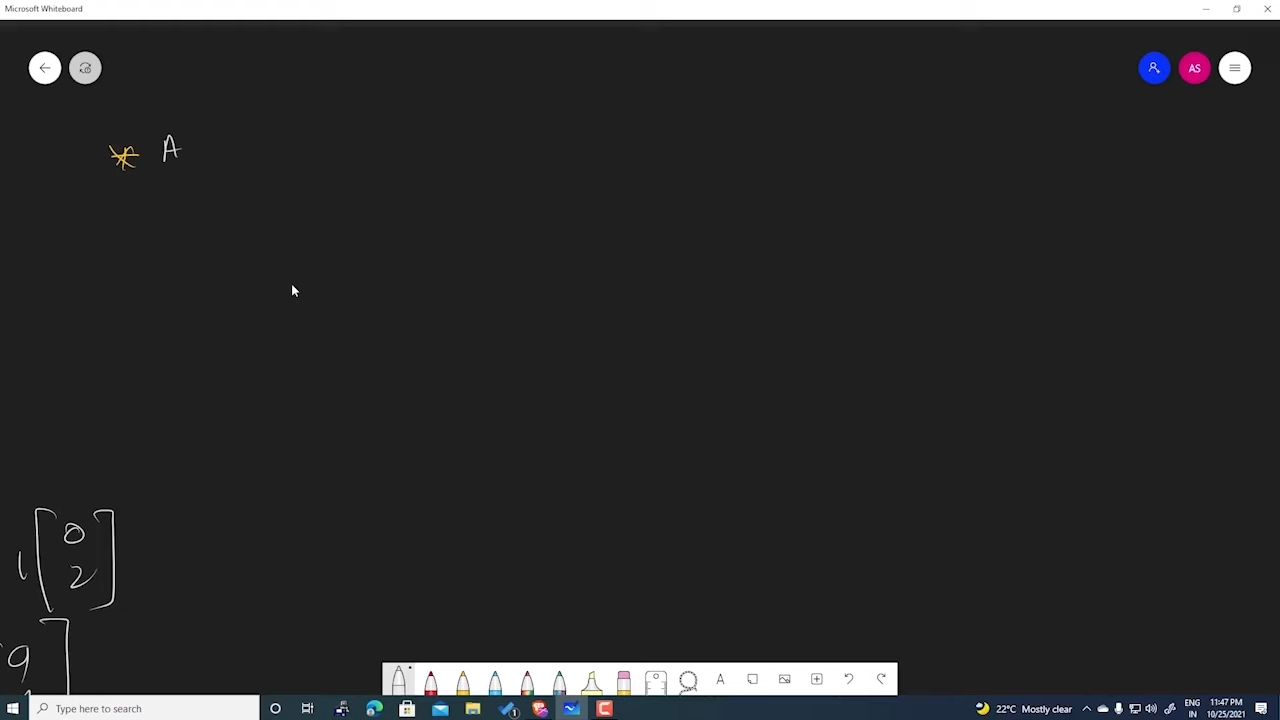 Microsoft Whiteboard
AS
* A
1 [ 0
2 ]
9 ]
A
Type here to search
22°C Mostly clear
ENG
IN
11:47 PM
10/25/2021